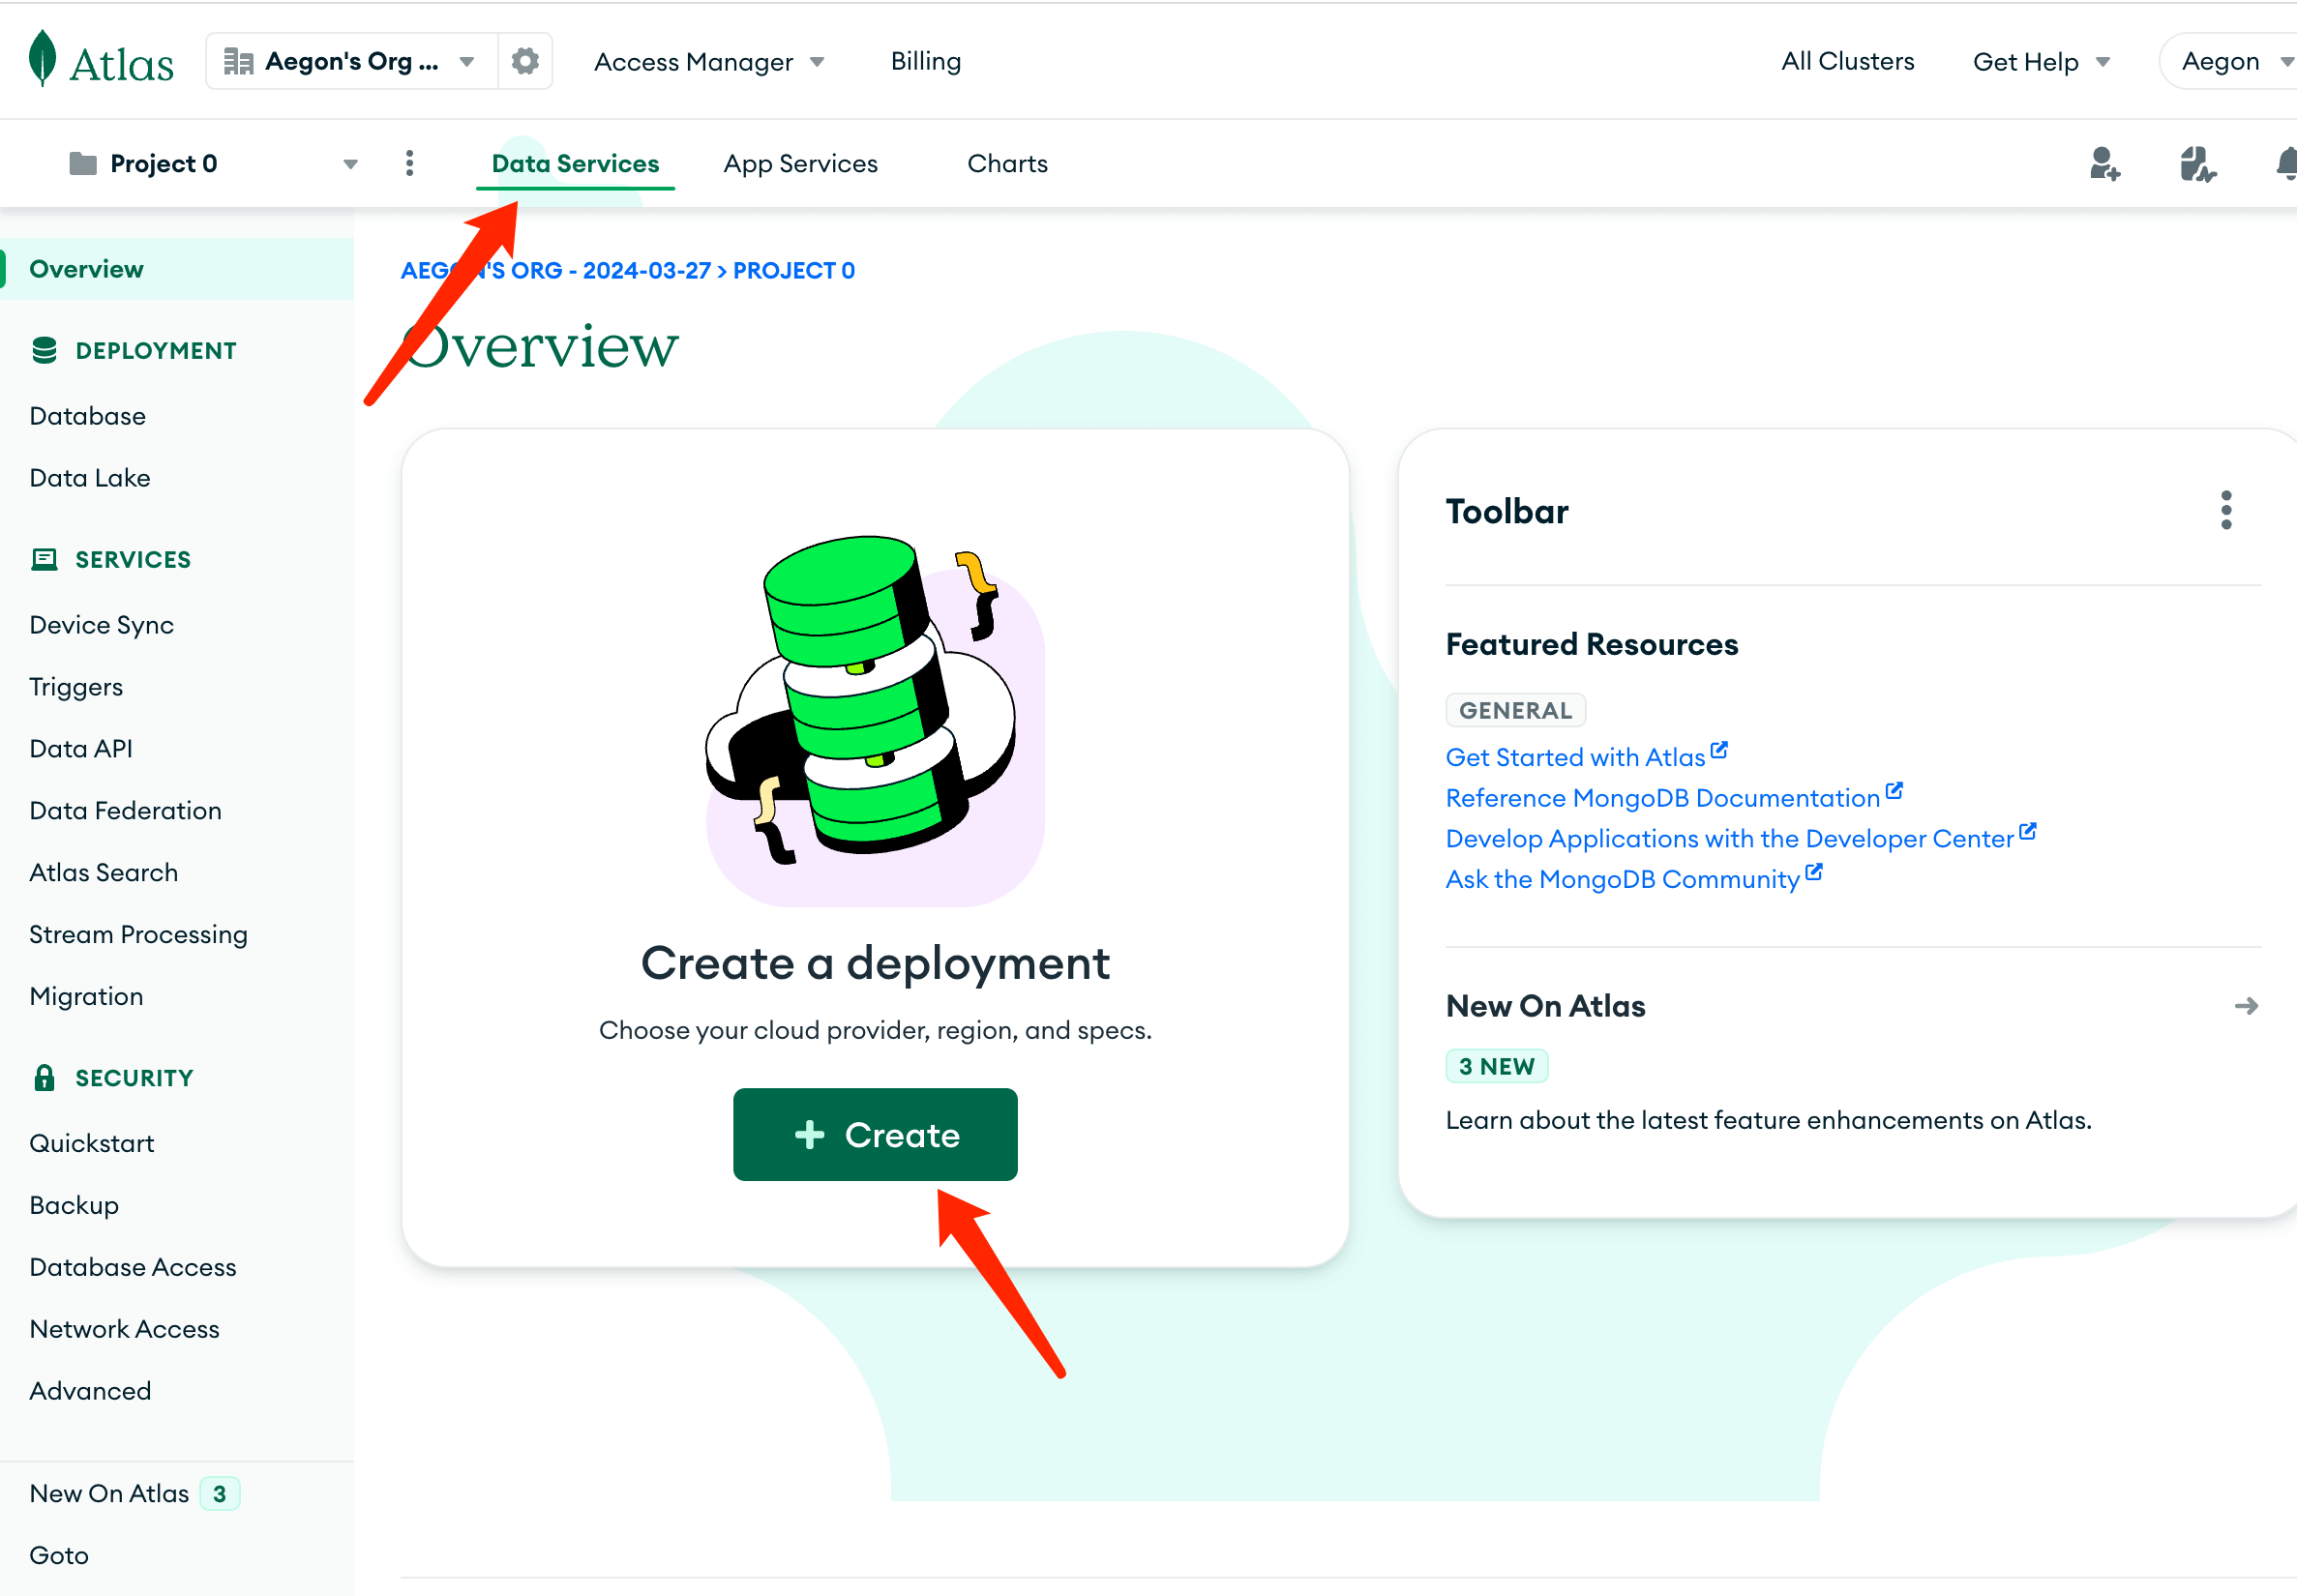 Atlas
Aegon's Org ...
Access Manager
Billing
All Clusters
Get Help
Aegon
Project 0
Data Services
App Services
Charts
Overview
DEPLOYMENT
Database
Data Lake
SERVICES
Device Sync
Triggers
Data API
Data Federation
Atlas Search
Stream Processing
Migration
SECURITY
Quickstart
Backup
Database Access
Network Access
Advanced
New On Atlas 3
Goto
AEGON'S ORG - 2024-03-27 > PROJECT 0
Overview
Create a deployment
Choose your cloud provider, region, and specs.
+ Create
Toolbar
Featured Resources
GENERAL
Get Started with Atlas
Reference MongoDB Documentation
Develop Applications with the Developer Center
Ask the MongoDB Community
New On Atlas
3 NEW
Learn about the latest feature enhancements on Atlas.